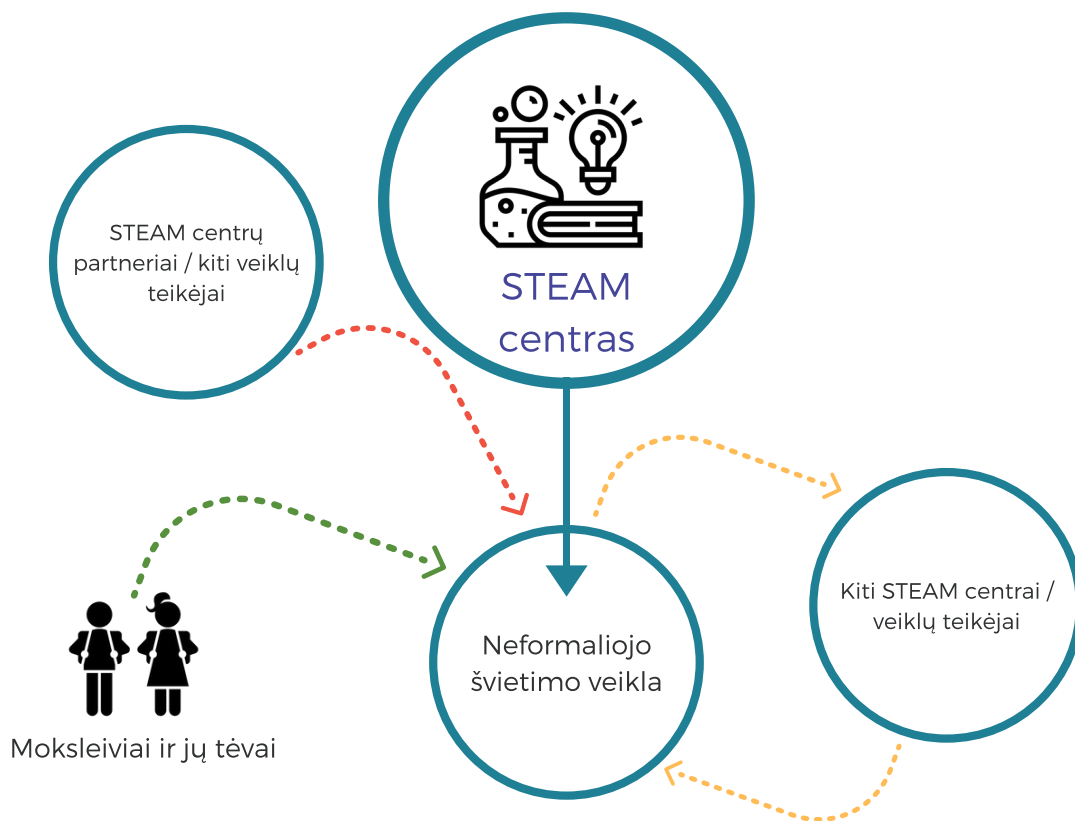 STEAM centrų
partneriai / kiti veiklų
teikėjai
STEAM
centras
Neformaliojo
švietimo veikla
Kiti STEAM centrai /
veiklų teikėjai
Moksleiviai ir jų tėvai